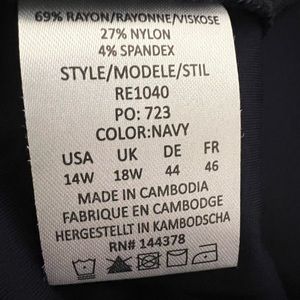 69% RAYON/RAYONNE/VISKOSE
27% NYLON
4% SPANDEX
STYLE/MODELE/STIL
RE1040
PO: 723
COLOR:NAVY
USA UK DE FR
14W 18W 44 46
MADE IN CAMBODIA
FABRIQUE EN CAMBODGE
HERGESTELLT IN KAMBODSCHA
RN# 144378